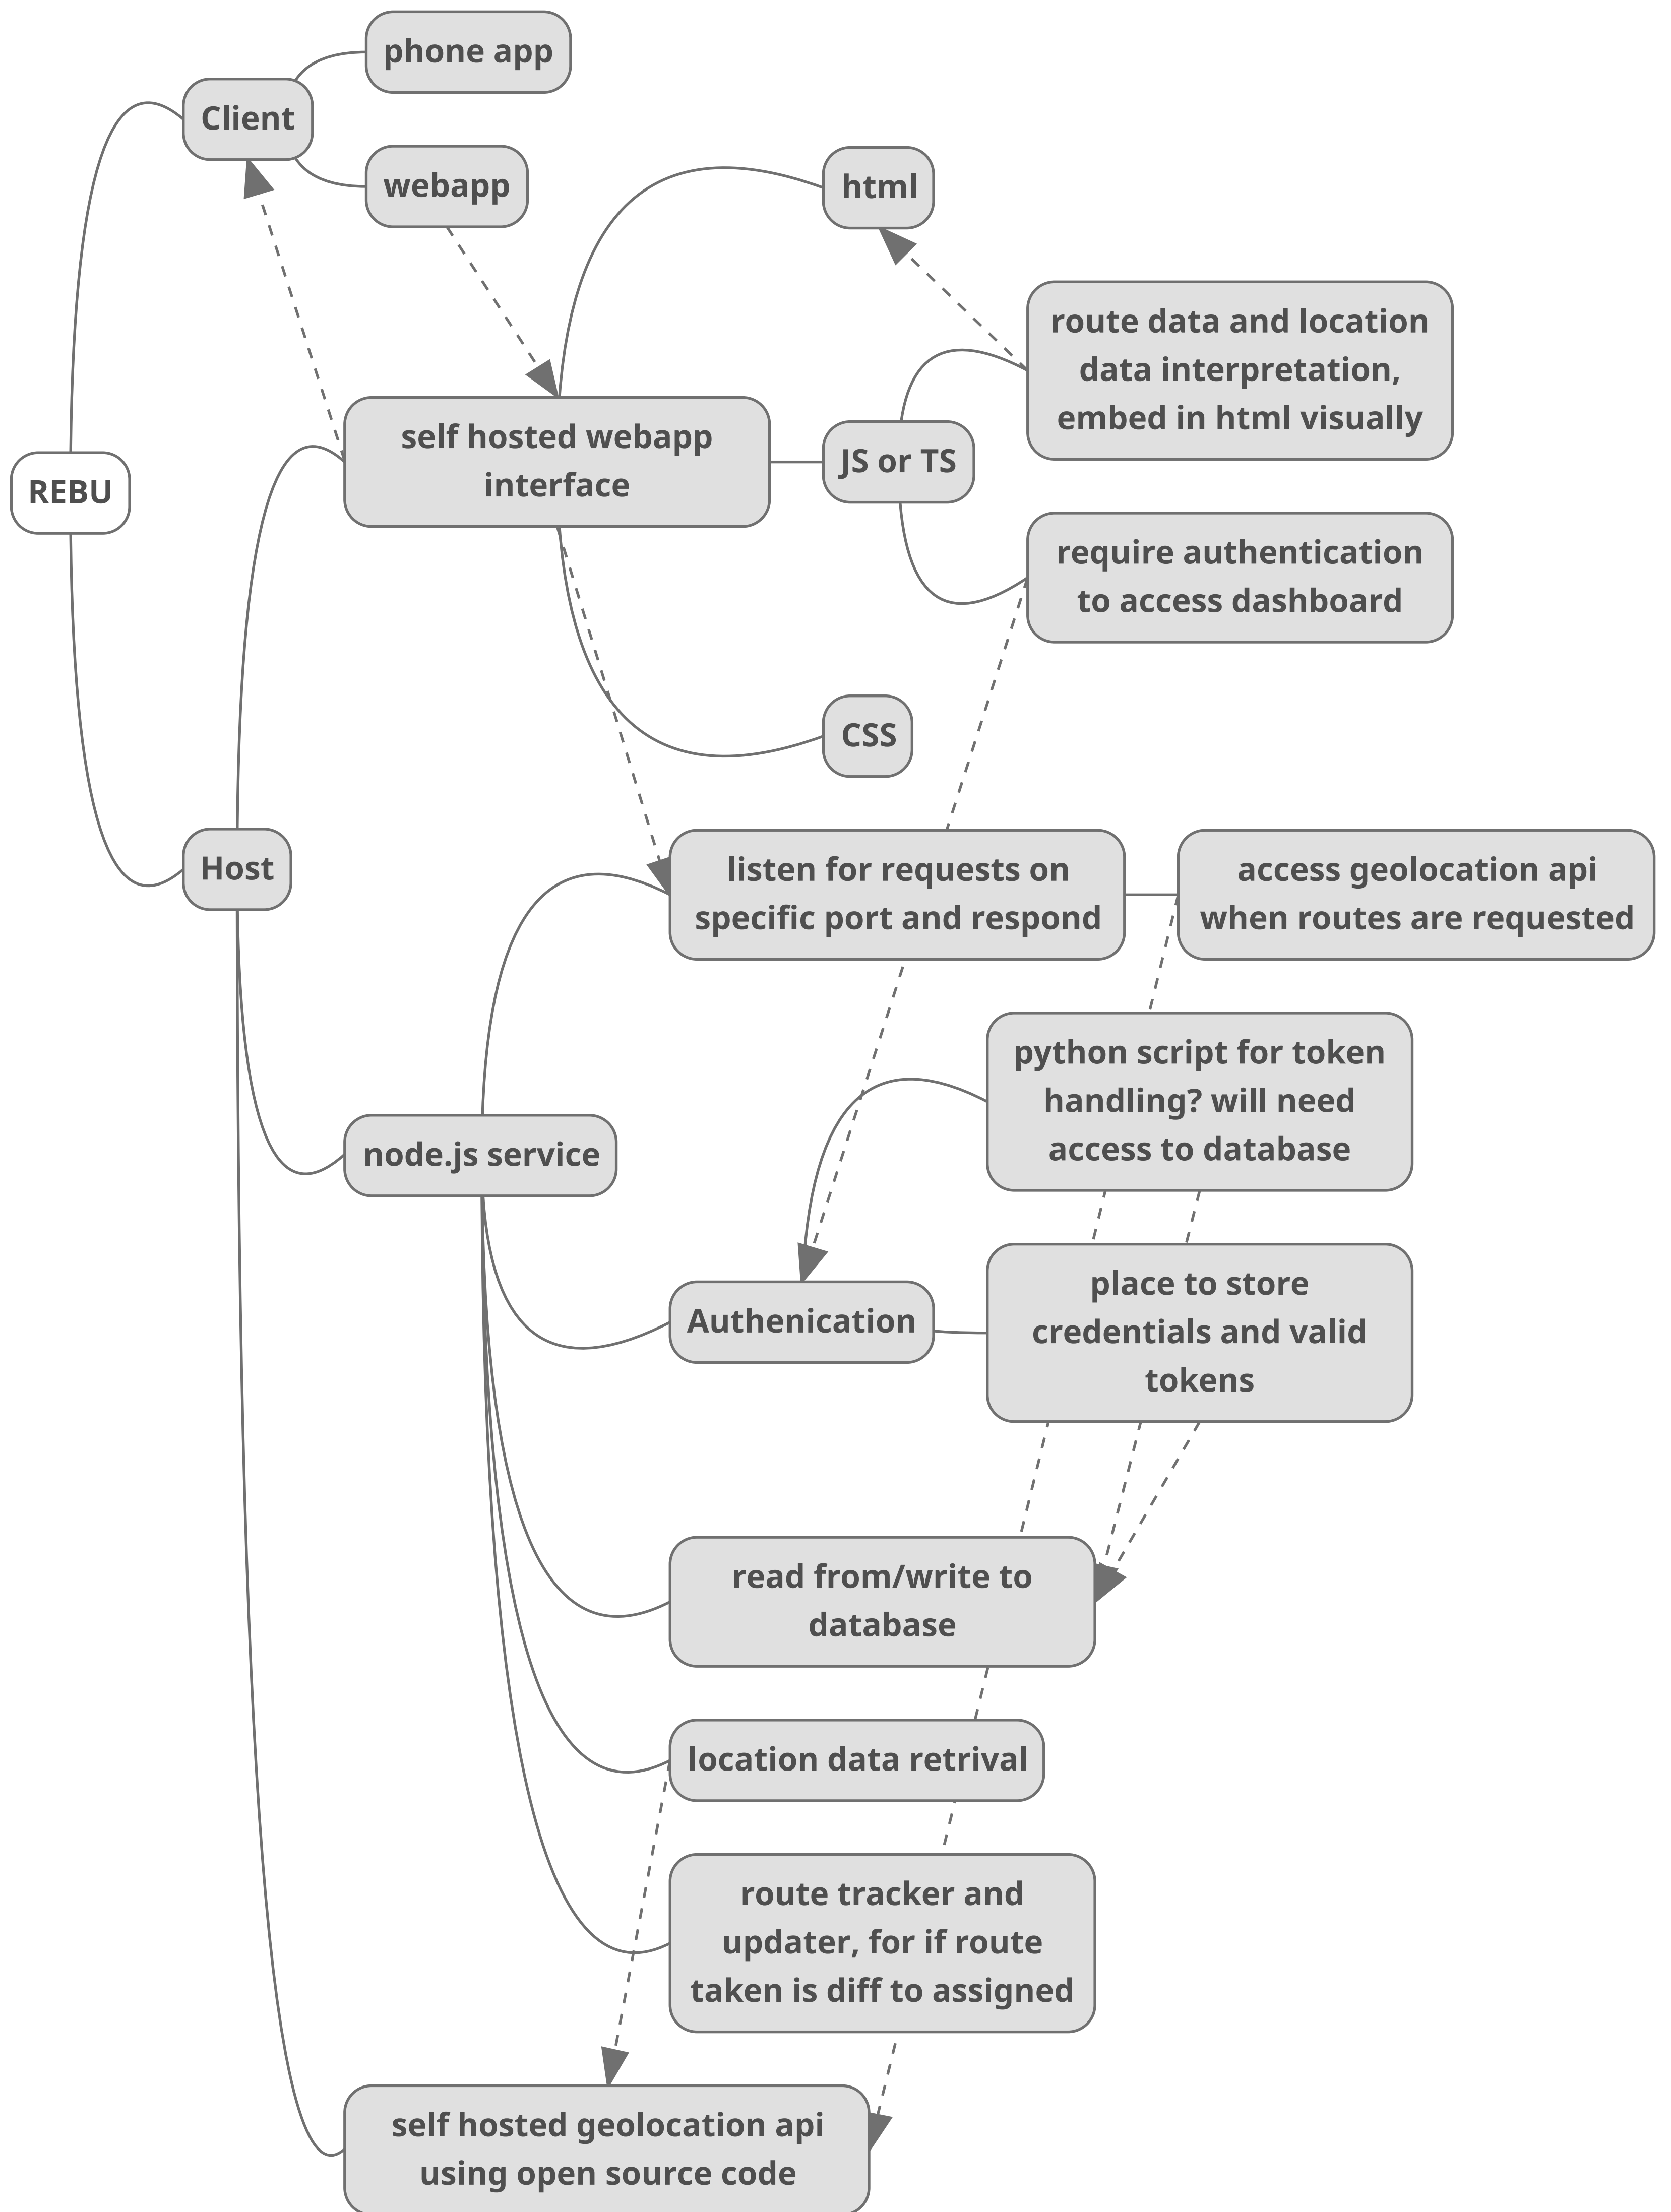 phone app
Client
webapp
html
route data and location
data interpretation,
embed in html visually
self hosted webapp
interface
JS or TS
REBU
require authentication
to access dashboard
CSS
Host
listen for requests on
specific port and respond
access geolocation api
when routes are requested
python script for token
handling? will need
access to database
node.js service
place to store
credentials and valid
tokens
Authenication
read from/write to
database
location data retrival
route tracker and
updater, for if route
taken is diff to assigned
self hosted geolocation api
using open source code